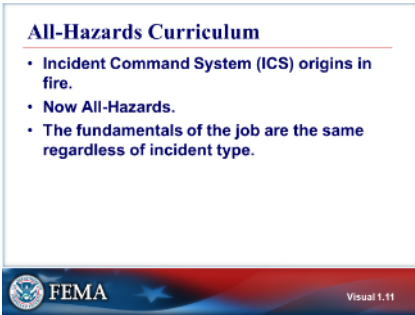 All-Hazards Curriculum
• Incident Command System (ICS) origins in
fire.
• Now All-Hazards.
• The fundamentals of the job are the same
regardless of incident type.
FEMA
Visual 1.11